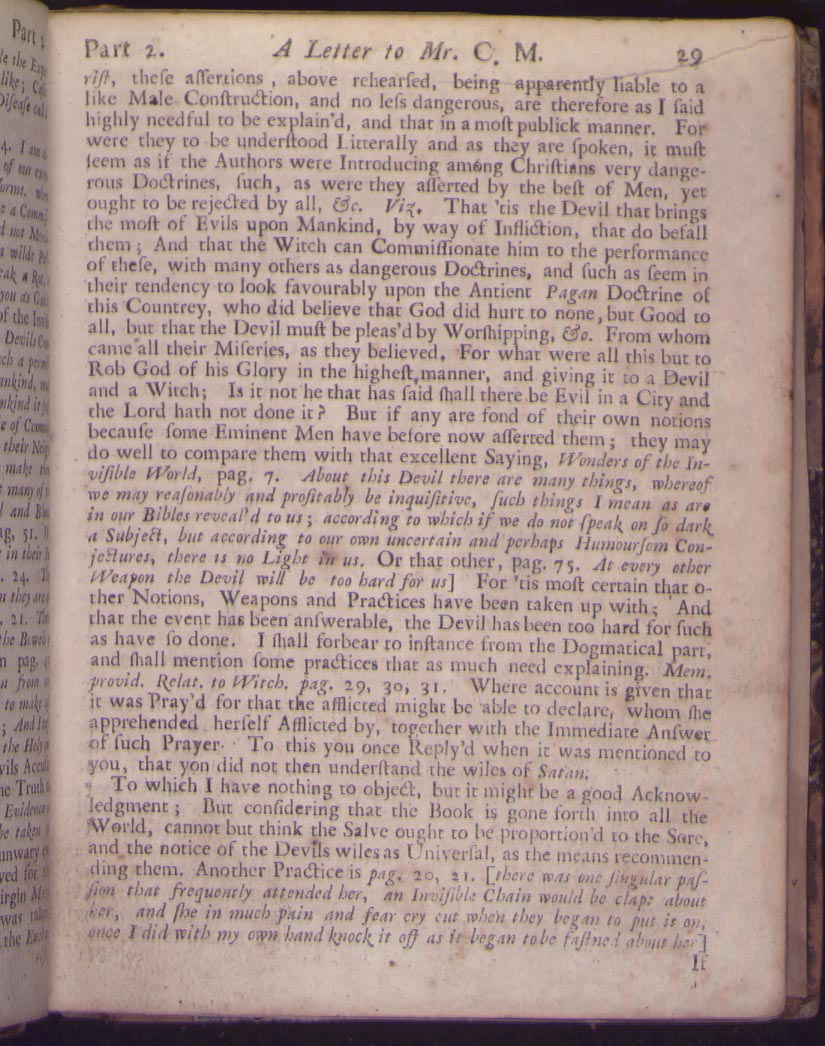 Part 2. A Letter to Mr. C. M. 29
rist, these assertions, above rehearsed, being apparently liable to a
like Male Construction, and no less dangerous, are therefore as I said
highly needful to be explain'd, and that in a most publick manner. For
were they to be understood Litterally and as they are spoken, it must
seem as if the Authors were Introducing among Christians very dange-
rous Doctrines, such, as were they asserted by the best of Men, yet
ought to be rejected by all, &c. Viz. That 'tis the Devil that brings
the most of Evils upon Mankind, by way of Infliction, that do befall
them; And that the Witch can Commissionate him to the performance
of these, with many others as dangerous Doctrines, and such as seem in
their tendency to look favourably upon the Antient Pagan Doctrine of
this Countrey, who did believe that God did hurt to none, but Good to
all, but that the Devil must be pleas'd by Worshipping, &c. From whom
came all their Miseries, as they believed. For what were all this but to
Rob God of his Glory in the highest manner, and giving it to a Devil
and a Witch; Is it not he that has said shall there be Evil in a City and
the Lord hath not done it? But if any are fond of their own notions
because some Eminent Men have before now asserted them; they may
do well to compare them with that excellent Saying, Wonders of the In-
visible World, pag. 7. About this Devil there are many things, whereof
we may reasonably and profitably be inquisitive, such things I mean as are
in our Bibles reveal'd to us; according to which if we do not speak on so dark
a Subject, but according to our own uncertain and perhaps Humoursom Con-
jectures, there is no Light in us. Or that other, pag. 75. At every other
Weapon the Devil will be too hard for us] For 'tis most certain that o-
ther Notions, Weapons and Practices have been taken up with; And
that the event has been answerable, the Devil has been too hard for such
as have so done. I shall forbear to instance from the Dogmatical part,
and shall mention some practices that as much need explaining. Mem.
provid. Relat. to Witch. pag. 29, 30, 31. Where account is given that
it was Pray'd for that the afflicted might be able to declare, whom she
apprehended herself Afflicted by, together with the Immediate Answer
of such Prayer. To this you once Reply'd when it was mentioned to
you, that yon did not then understand the wiles of Satan.
To which I have nothing to object, but it might be a good Acknow-
ledgment; But considering that the Book is gone forth into all the
World, cannot but think the Salve ought to be proportion'd to the Sore,
and the notice of the Devils wiles as Universal, as the means recommen-
ding them. Another Practice is pag. 20, 21. [there was one singular pas-
sion that frequently attended her, an Invisible Chain would be clapt about
her, and she in much pain and fear cry out when they began to put it on,
once I did with my own hand knock it off as it began to be fastned about her]
If